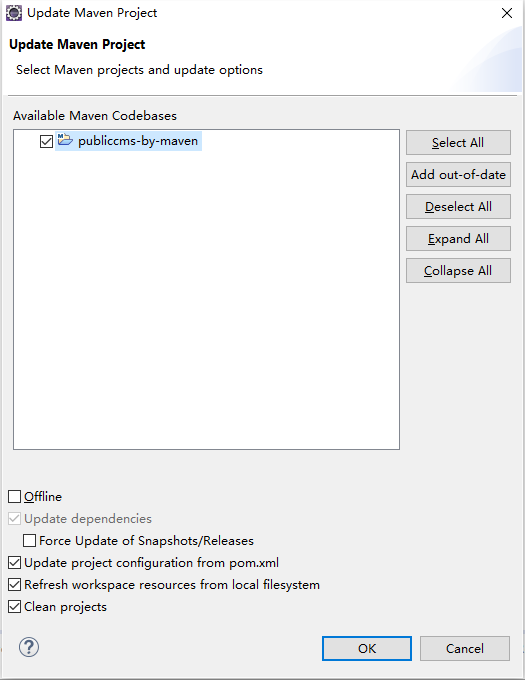 Update Maven Project
Update Maven Project
Select Maven projects and update options
Available Maven Codebases
publiccms-by-maven
Select All
Add out-of-date
Deselect All
Expand All
Collapse All
Offline
Update dependencies
Force Update of Snapshots/Releases
Update project configuration from pom.xml
Refresh workspace resources from local filesystem
Clean projects
?
OK
Cancel